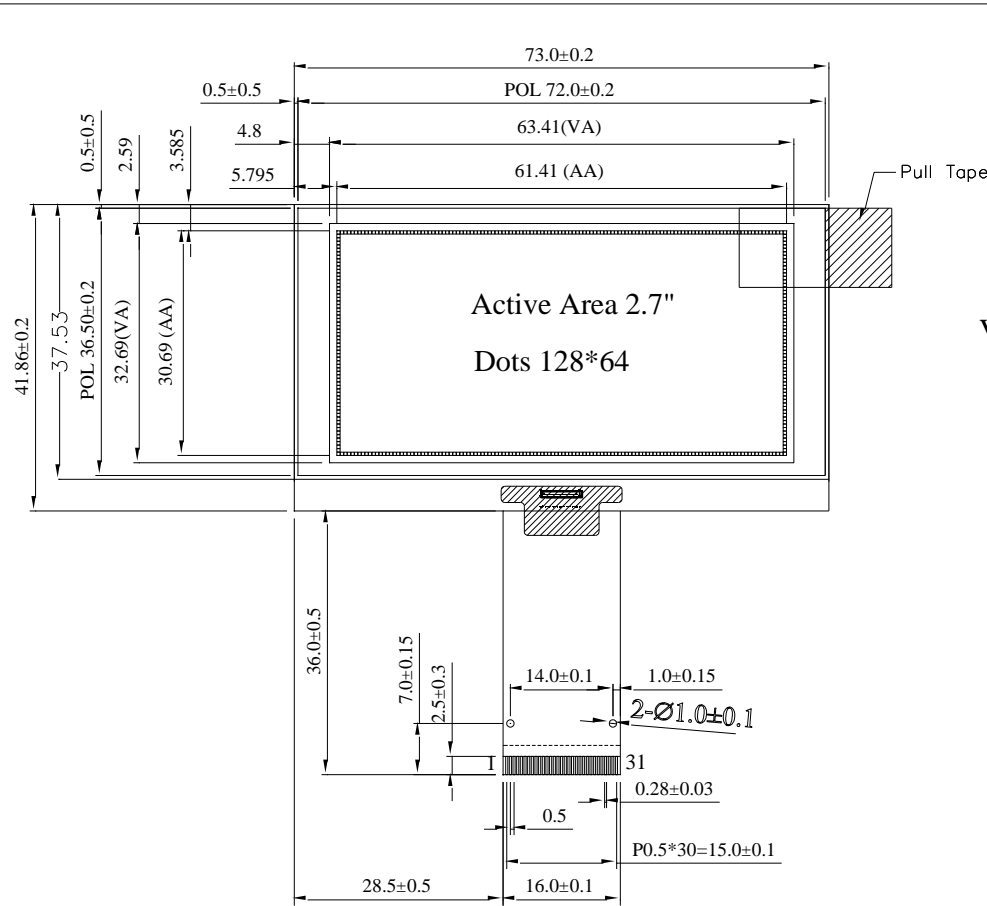 73.0±0.2
0.5±0.5
POL 72.0±0.2
4.8
63.41(VA)
5.795
61.41 (AA)
0.5±0.5
2.59
3.585
Pull Tape
41.86±0.2
37.53
POL 36.50±0.2
32.69(VA)
30.69 (AA)
Active Area 2.7"
Dots 128*64
36.0±0.5
7.0±0.15
2.5±0.3
14.0±0.1
1.0±0.15
2-Ø1.0±0.1
1
31
0.28±0.03
0.5
P0.5*30=15.0±0.1
28.5±0.5
16.0±0.1